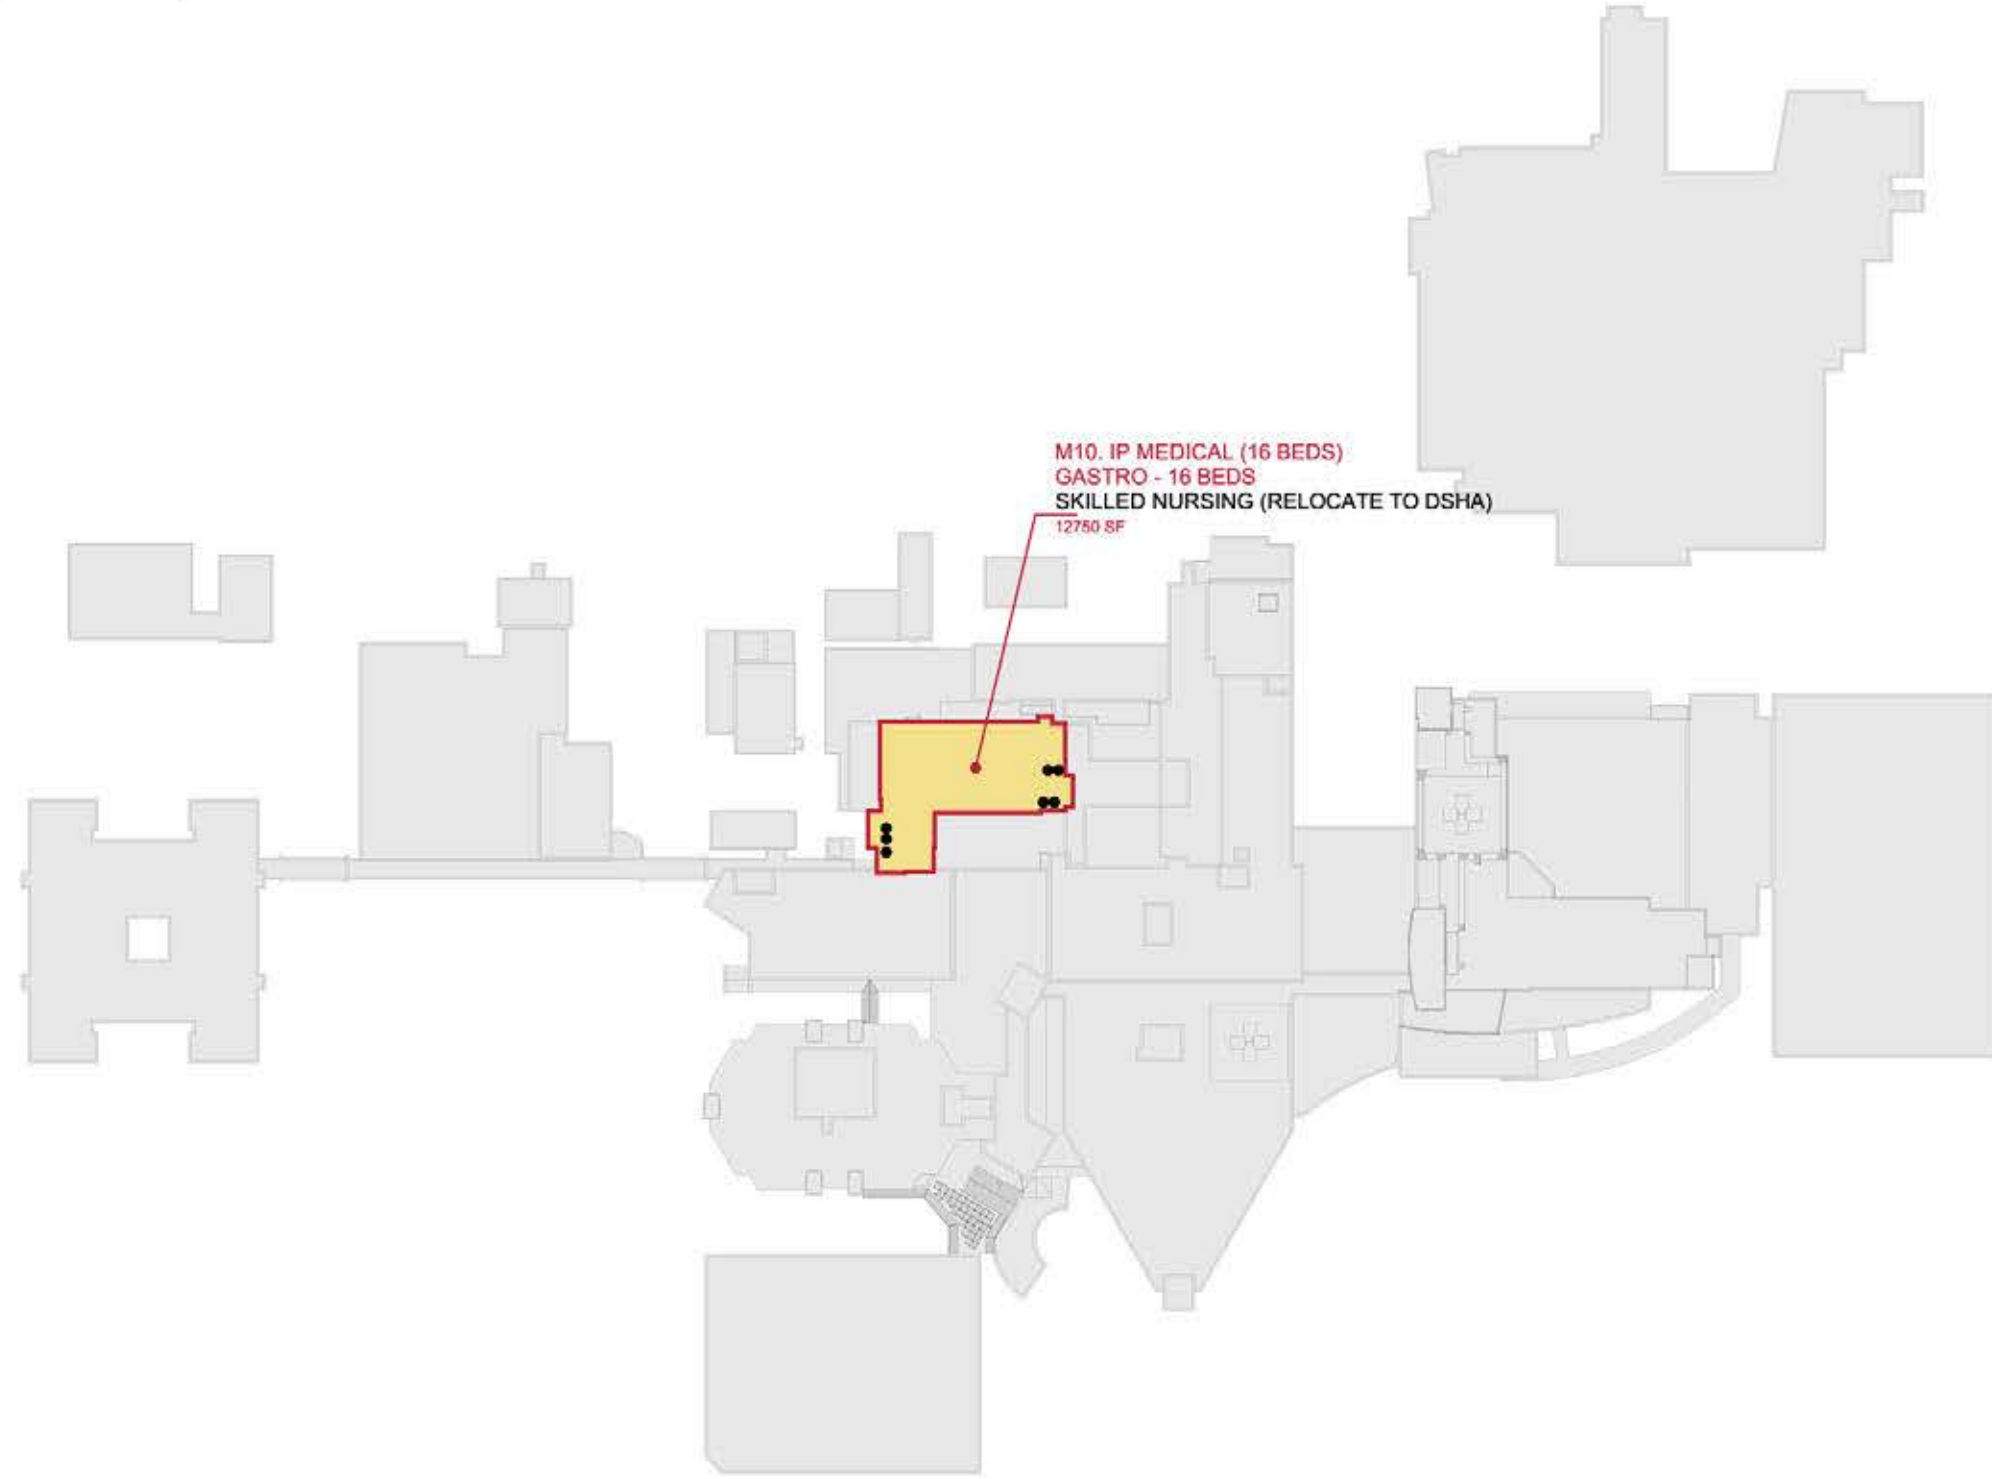 M10. IP MEDICAL (16 BEDS)
GASTRO - 16 BEDS
SKILLED NURSING (RELOCATE TO DSHA)
12750 SF